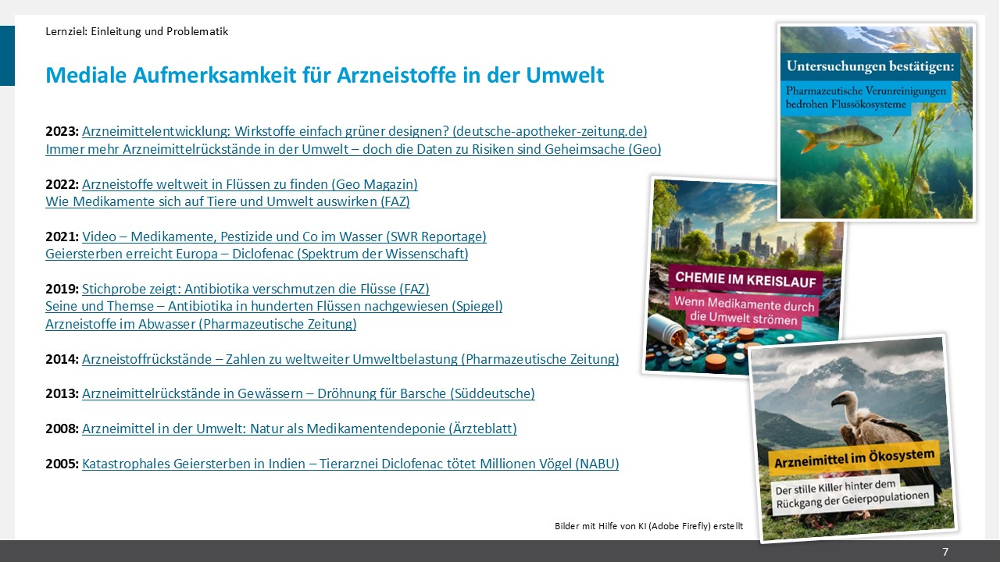 Lernziel: Einleitung und Problematik
Mediale Aufmerksamkeit für Arzneistoffe in der Umwelt
2023: Arzneimittelentwicklung: Wirkstoffe einfach grüner designen? (deutsche-apotheker-zeitung.de)
Immer mehr Arzneimittelrückstände in der Umwelt – doch die Daten zu Risiken sind Geheimsache (Geo)
2022: Arzneistoffe weltweit in Flüssen zu finden (Geo Magazin)
Wie Medikamente sich auf Tiere und Umwelt auswirken (FAZ)
2021: Video – Medikamente, Pestizide und Co im Wasser (SWR Reportage)
Geiersterben erreicht Europa – Diclofenac (Spektrum der Wissenschaft)
2019: Stichprobe zeigt: Antibiotika verschmutzen die Flüsse (FAZ)
Seine und Themse – Antibiotika in hunderten Flüssen nachgewiesen (Spiegel)
Arzneistoffe im Abwasser (Pharmazeutische Zeitung)
2014: Arzneistoffrückstände – Zahlen zu weltweiter Umweltbelastung (Pharmazeutische Zeitung)
2013: Arzneimittelrückstände in Gewässern – Dröhnung für Barsche (Süddeutsche)
2008: Arzneimittel in der Umwelt: Natur als Medikamentendeponie (Ärzteblatt)
2005: Katastrophales Geiersterben in Indien – Tierarznei Diclofenac tötet Millionen Vögel (NABU)
Untersuchungen bestätigen:
Pharmazeutische Verunreinigungen
bedrohen Flussökosysteme
CHEMIE IM KREISLAUF
Wenn Medikamente durch
die Umwelt strömen
Arzneimittel im Ökosystem
Der stille Killer hinter dem
Rückgang der Geierpopulationen
Bilder mit Hilfe von KI (Adobe Firefly) erstellt
7